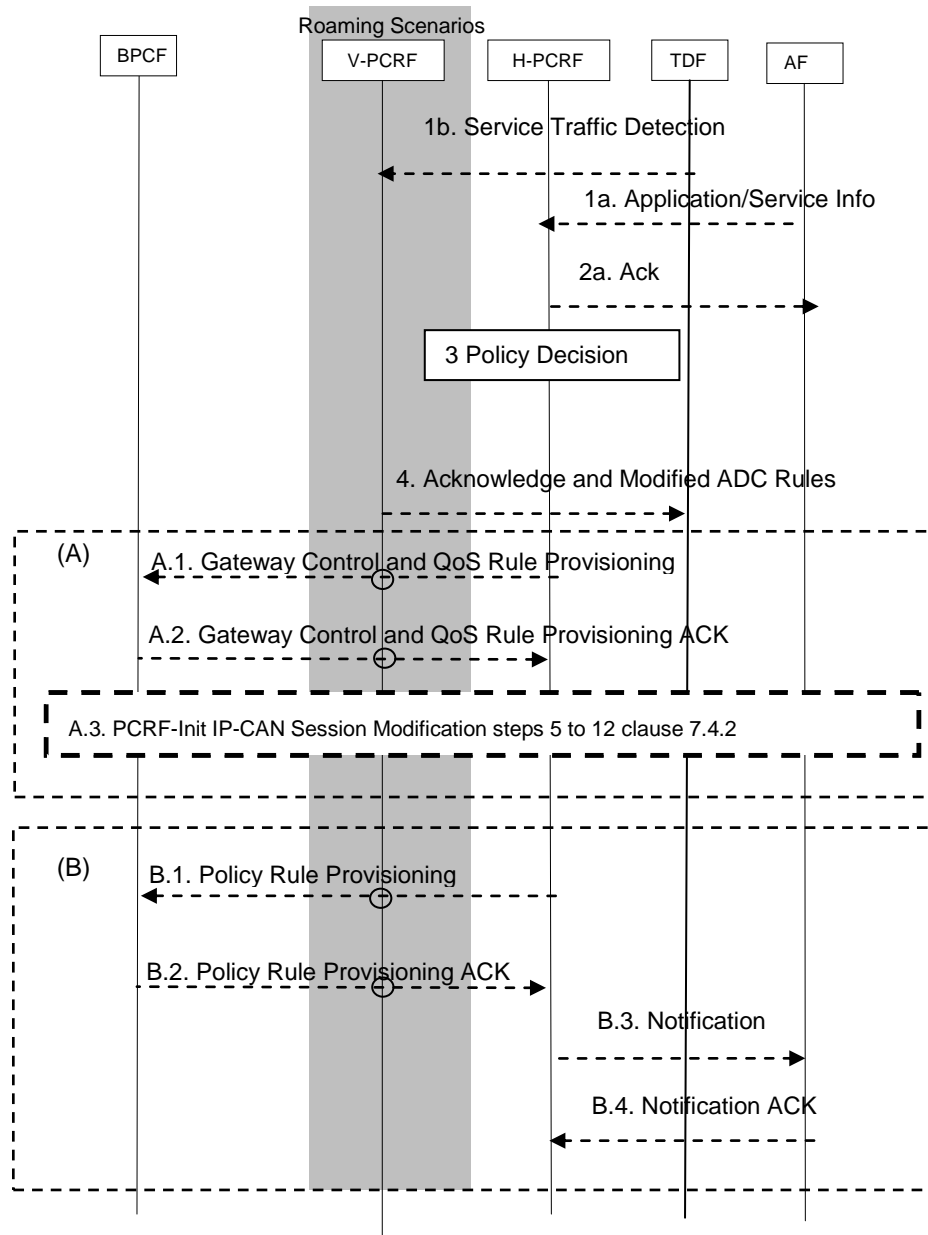 Roaming Scenarios
BPCF
V-PCRF
H-PCRF
TDF
AF
1b. Service Traffic Detection
1a. Application/Service Info
2a. Ack
3 Policy Decision
4. Acknowledge and Modified ADC Rules
(A)
A.1. Gateway Control and QoS Rule Provisioning
A.2. Gateway Control and QoS Rule Provisioning ACK
A.3. PCRF-Init IP-CAN Session Modification steps 5 to 12 clause 7.4.2
(B)
B.1. Policy Rule Provisioning
B.2. Policy Rule Provisioning ACK
B.3. Notification
B.4. Notification ACK